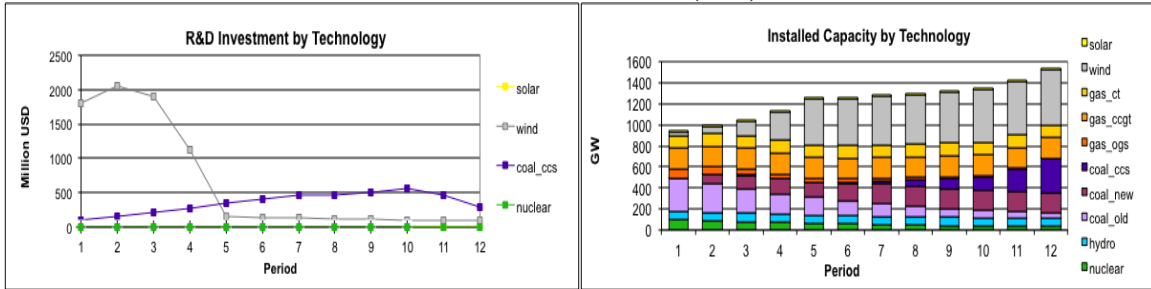 R&D Investment by Technology
2500
2000
1500
1000
500
0
Million USD
1 2 3 4 5 6 7 8 9 10 11 12
Period
solar
wind
coal_ccs
nuclear
Installed Capacity by Technology
1600
1400
1200
1000
800
600
400
200
0
GW
1 2 3 4 5 6 7 8 9 10 11 12
Period
solar
wind
gas_ct
gas_ccgt
gas_ogs
coal_ccs
coal_new
coal_old
hydro
nuclear